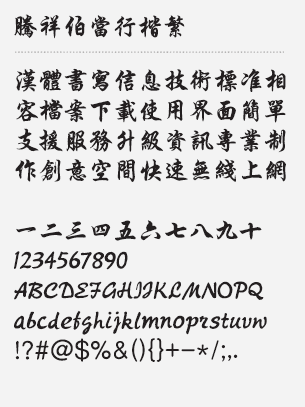 騰祥伯當行楷繁
漢體書寫信息技術標准相
容檔案下載使用界面簡單
支援服務升級資訊專業制
作創意空間快速無綫上網
一二三四五六七八九十
1234567890
ABCDEFGHIJKLMNOPQ
abcdefghijklmnoprstuvw
!?#@$%&(){}+-*/;,.